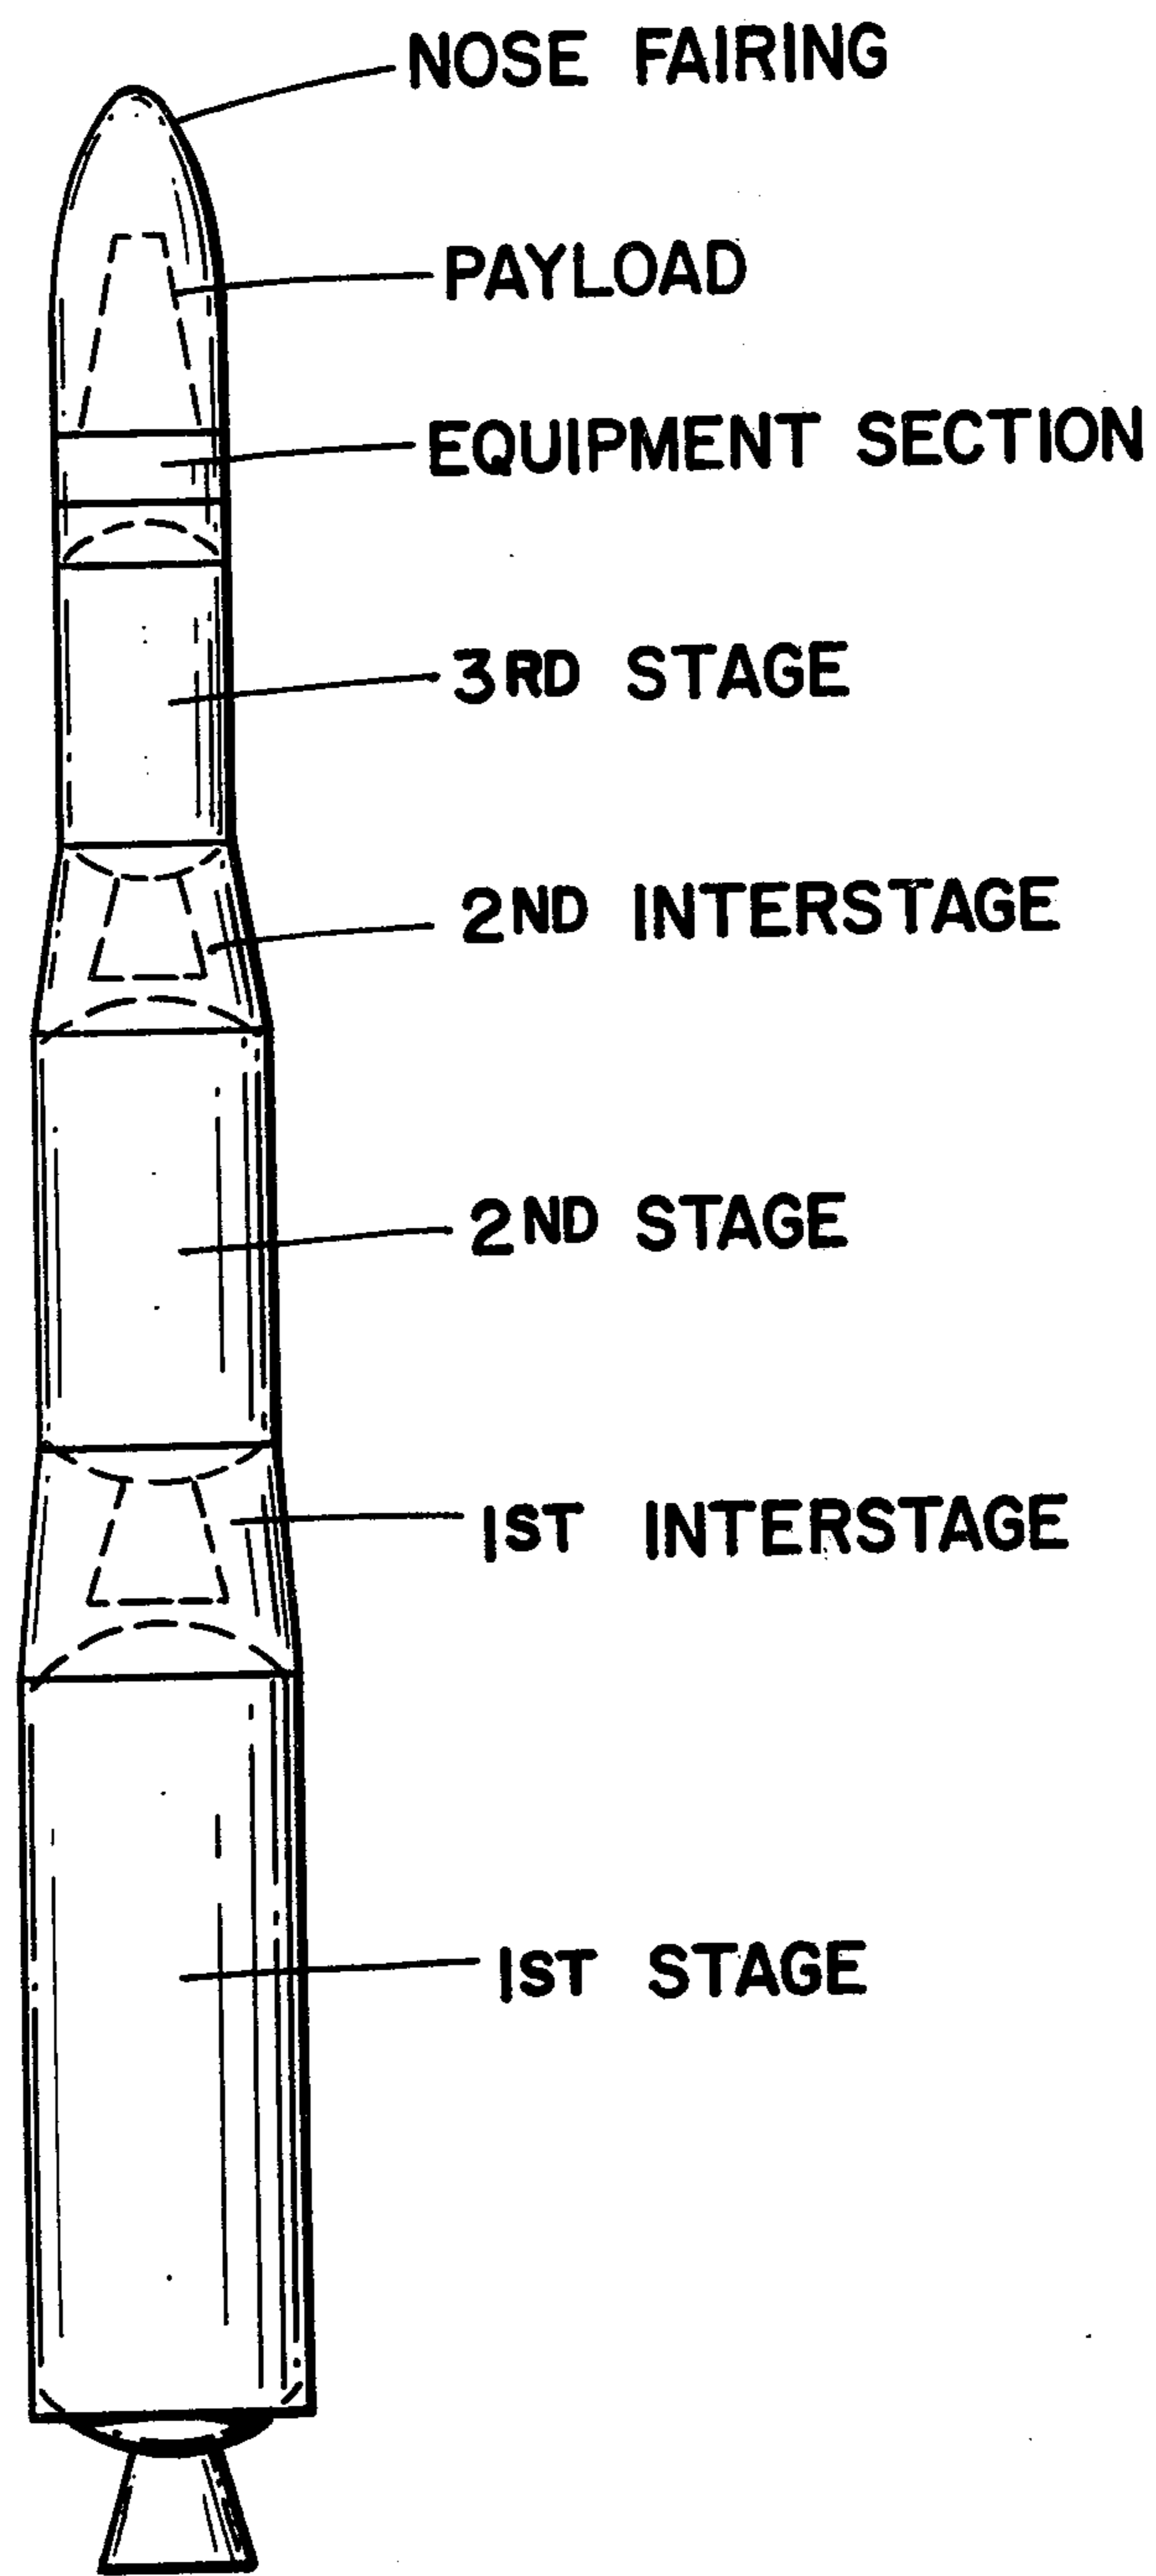 NOSE FAIRING
PAYLOAD
EQUIPMENT SECTION
3RD STAGE
2ND INTERSTAGE
2ND STAGE
1ST INTERSTAGE
1ST STAGE